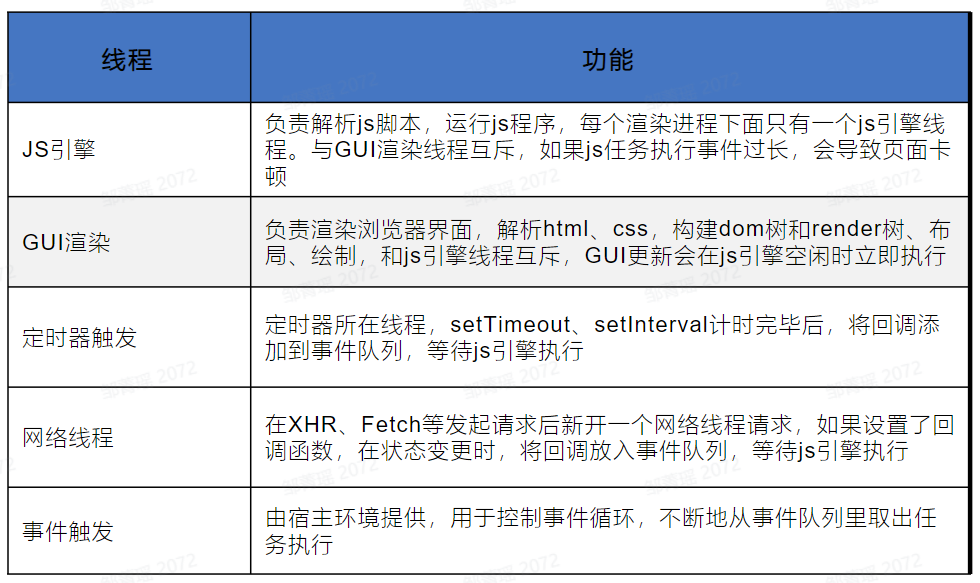 线程
功能
JS引擎
负责解析js脚本，运行js程序，每个渲染进程下面只有一个js引擎线
程。与GUI渲染线程互斥，如果js任务执行事件过长，会导致页面卡
顿
GUI渲染
负责渲染浏览器界面，解析html、css，构建dom树和render树、布
局、绘制，和js引擎线程互斥，GUI更新会在js引擎空闲时立即执行
定时器触发
定时器所在线程，setTimeout、setInterval计时完毕后，将回调添
加到事件队列，等待js引擎执行
网络线程
在XHR、Fetch等发起请求后新开一个网络线程请求，如果设置了回
调函数，在状态变更时，将回调放入事件队列，等待js引擎执行
事件触发
由宿主环境提供，用于控制事件循环，不断地从事件队列里取出任
务执行
邹菁瑶 2072